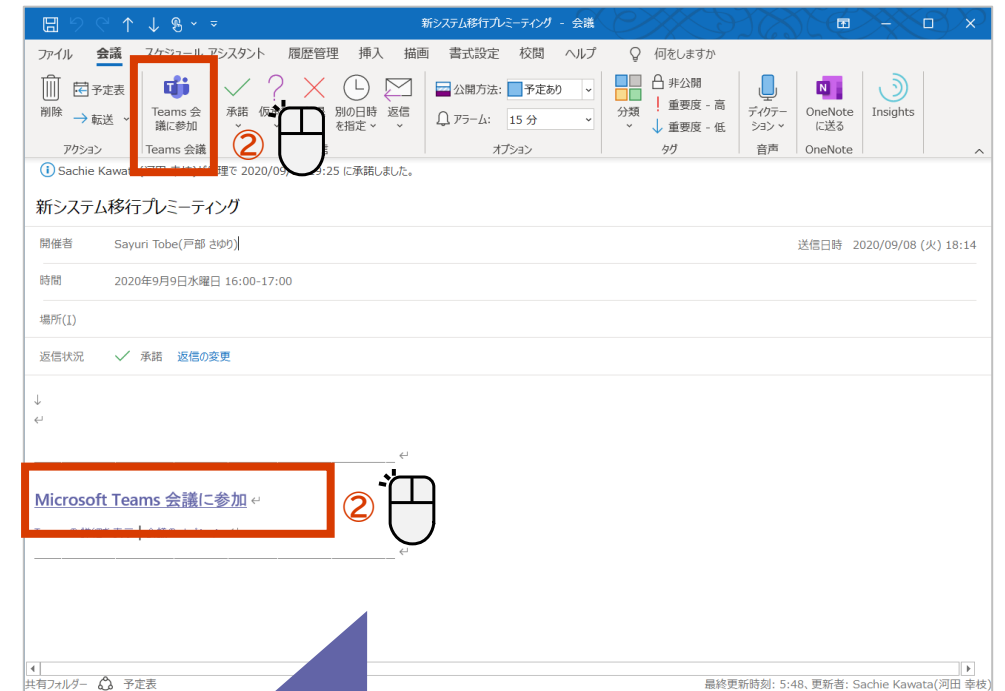 新システム移行プレミーティング - 会議
ファイル 会議 スケジュール アシスタント 履歴管理 挿入 描画 書式設定 校閲 ヘルプ 何をしますか
削除
予定表
転送
Teams 会
議に参加
承諾
別の日時
を指定
返信
公開方法: 予定あり
アラーム: 15 分
分類
非公開
重要度 - 高
重要度 - 低
ディクテー
ション
OneNote
に送る
Insights
アクション Teams 会議 オプション タグ 音声 OneNote
②
Sachie 2020/09/ :25 に承諾しました。
新システム移行プレミーティング
開催者 Sayuri Tobe(戸部 さゆり) 送信日時 2020/09/08 (火) 18:14
時間 2020年9月9日水曜日 16:00-17:00
場所(I)
返信状況 承諾 返信の変更
↓
↵
↵
Microsoft Teams 会議に参加 ↵
②
↵
共有フォルダー 予定表 最終更新時刻: 5:48、更新者: Sachie Kawata(河田 幸枝)